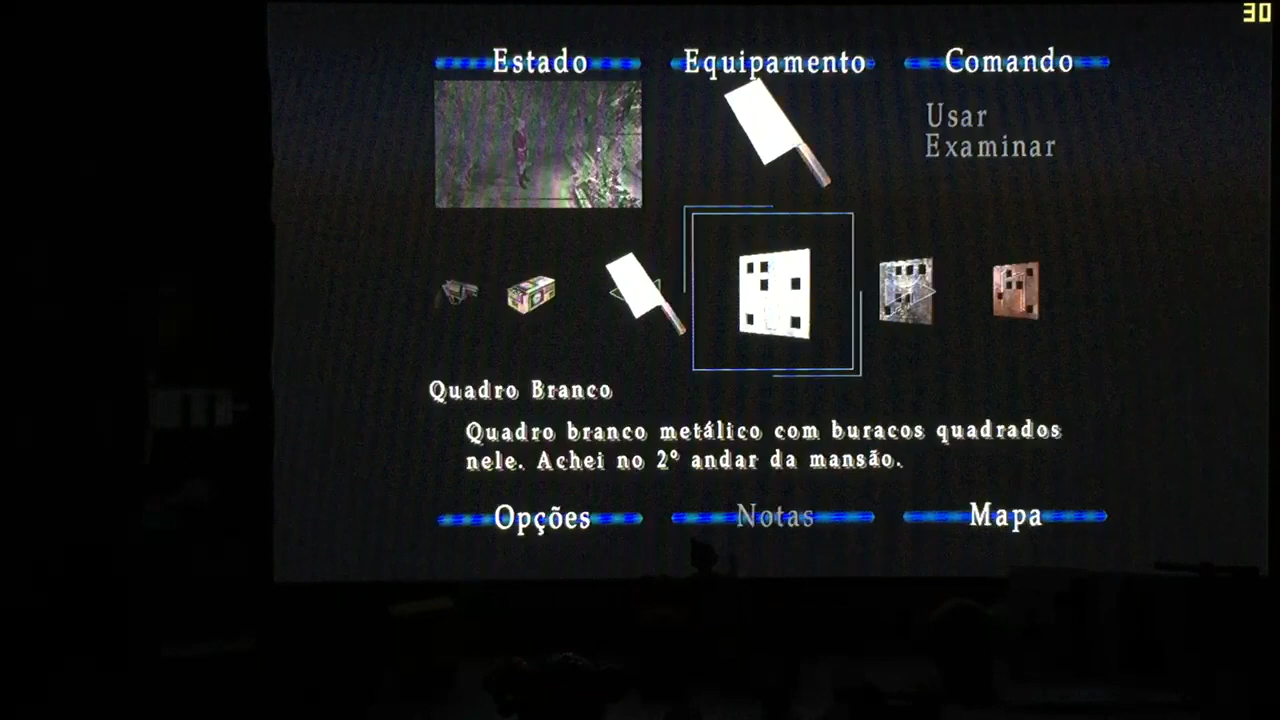 30
Estado
Equipamento
Comando
Usar
Examinar
Quadro Branco
Quadro branco metálico com buracos quadrados
nele. Achei no 2º andar da mansão.
Opções
Notas
Mapa